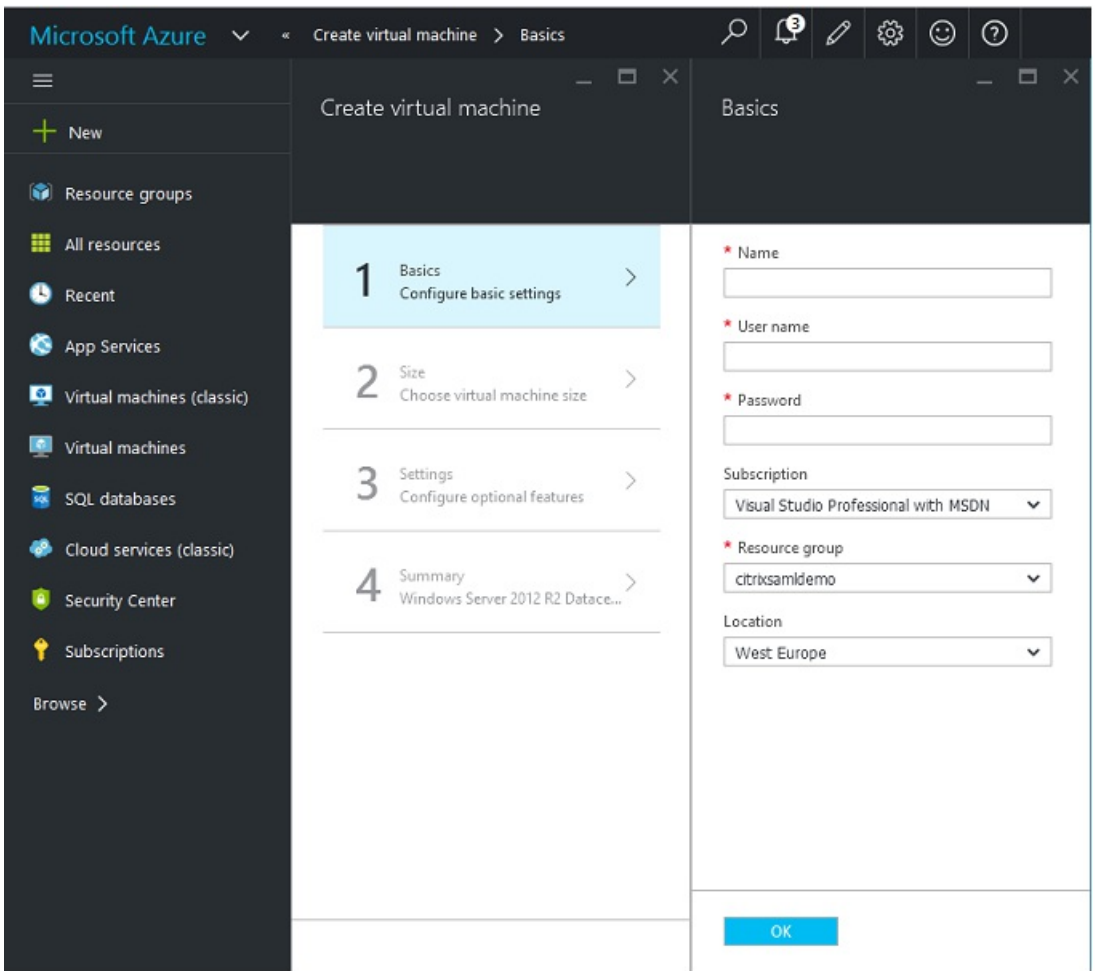 Microsoft Azure
« Create virtual machine > Basics
3
New
Resource groups
All resources
Recent
App Services
Virtual machines (classic)
Virtual machines
SQL databases
Cloud services (classic)
Security Center
Subscriptions
Browse >
Create virtual machine
1
Basics
Configure basic settings
2
Size
Choose virtual machine size
3
Settings
Configure optional features
4
Summary
Windows Server 2012 R2 Datace...
Basics
* Name
* User name
* Password
Subscription
Visual Studio Professional with MSDN
* Resource group
citrixsamldemo
Location
West Europe
OK